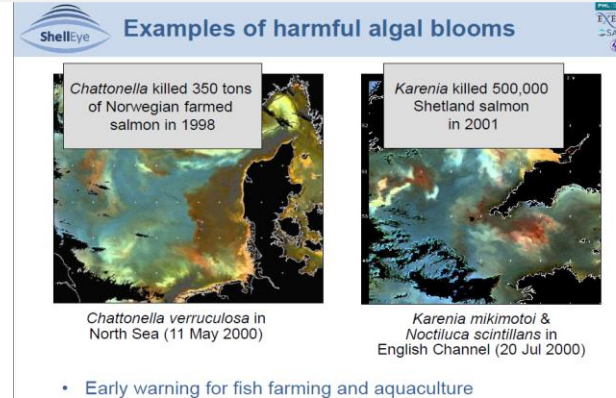 ShellEye
Examples of harmful algal blooms
Chattonella killed 350 tons
of Norwegian farmed
salmon in 1998
Karenia killed 500,000
Shetland salmon
in 2001
Chattonella verruculosa in
North Sea (11 May 2000)
Karenia mikimotoi &
Noctiluca scintillans in
English Channel (20 Jul 2000)
• Early warning for fish farming and aquaculture